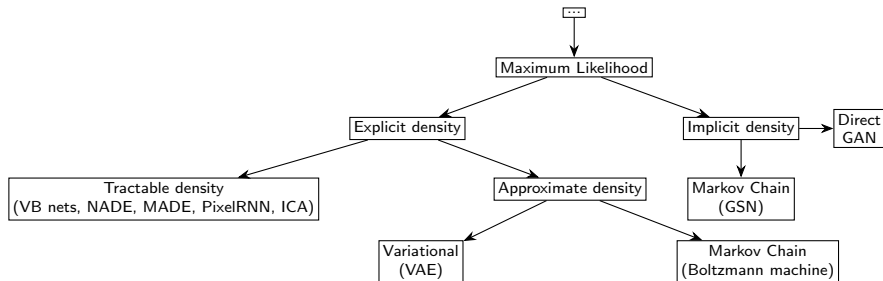 ...
Maximum Likelihood
Explicit density
Implicit density
Direct
GAN
Tractable density
(VB nets, NADE, MADE, PixelRNN, ICA)
Approximate density
Markov Chain
(GSN)
Variational
(VAE)
Markov Chain
(Boltzmann machine)